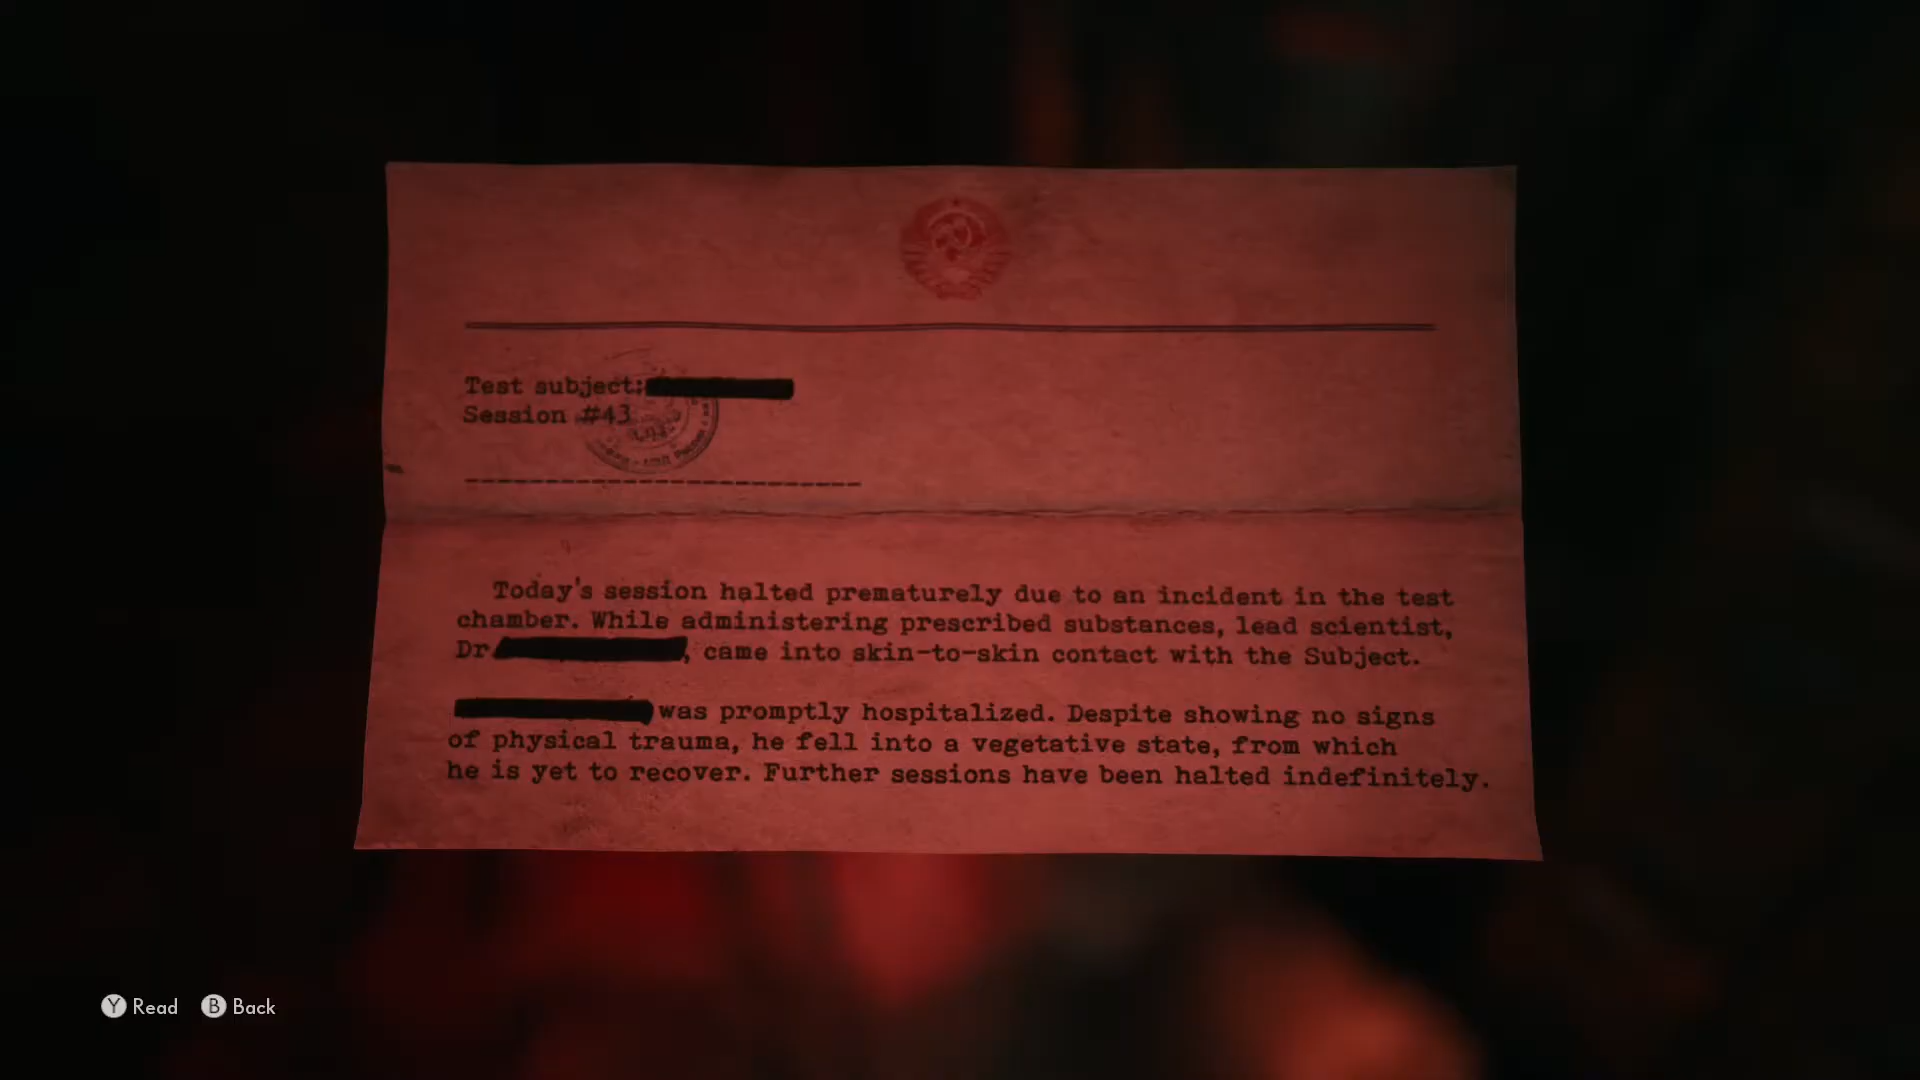 Test subject:
Session #43
Today's session halted prematurely due to an incident in the test
chamber. While administering prescribed substances, lead scientist,
Dr. , came into skin-to-skin contact with the Subject.
was promptly hospitalized. Despite showing no signs
of physical trauma, he fell into a vegetative state, from which
he is yet to recover. Further sessions have been halted indefinitely.
Y Read B Back